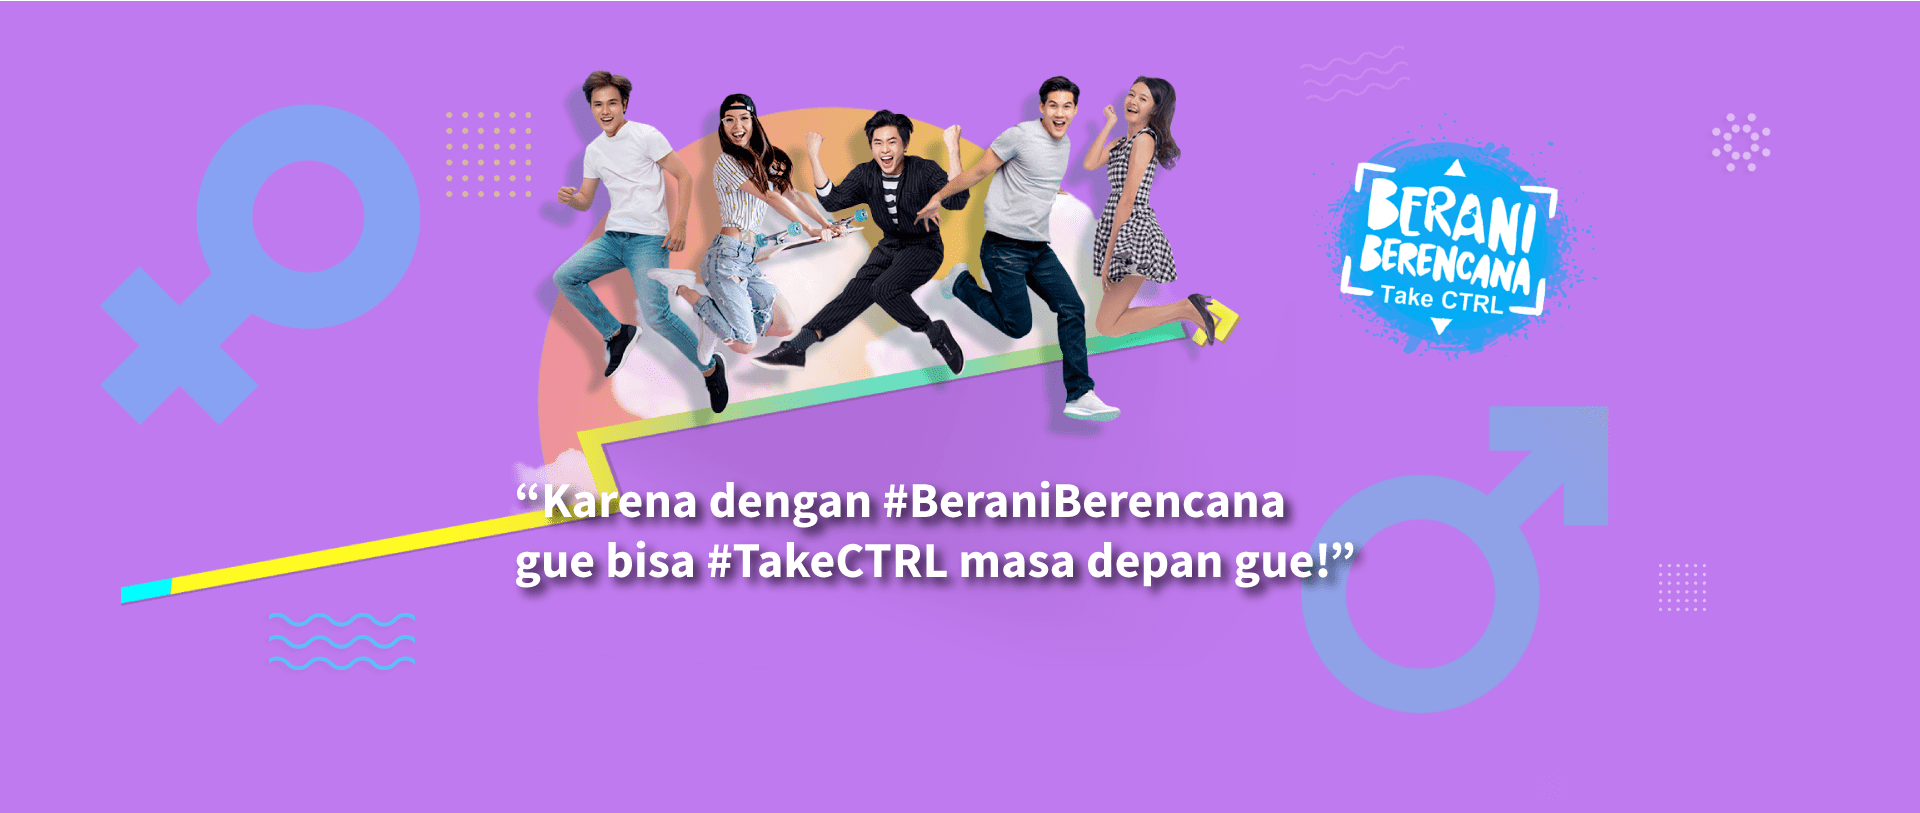 BERANI
BERENCANA
Take CTRL
“Karena dengan #BeraniBerencana
gue bisa #TakeCTRL masa depan gue!”